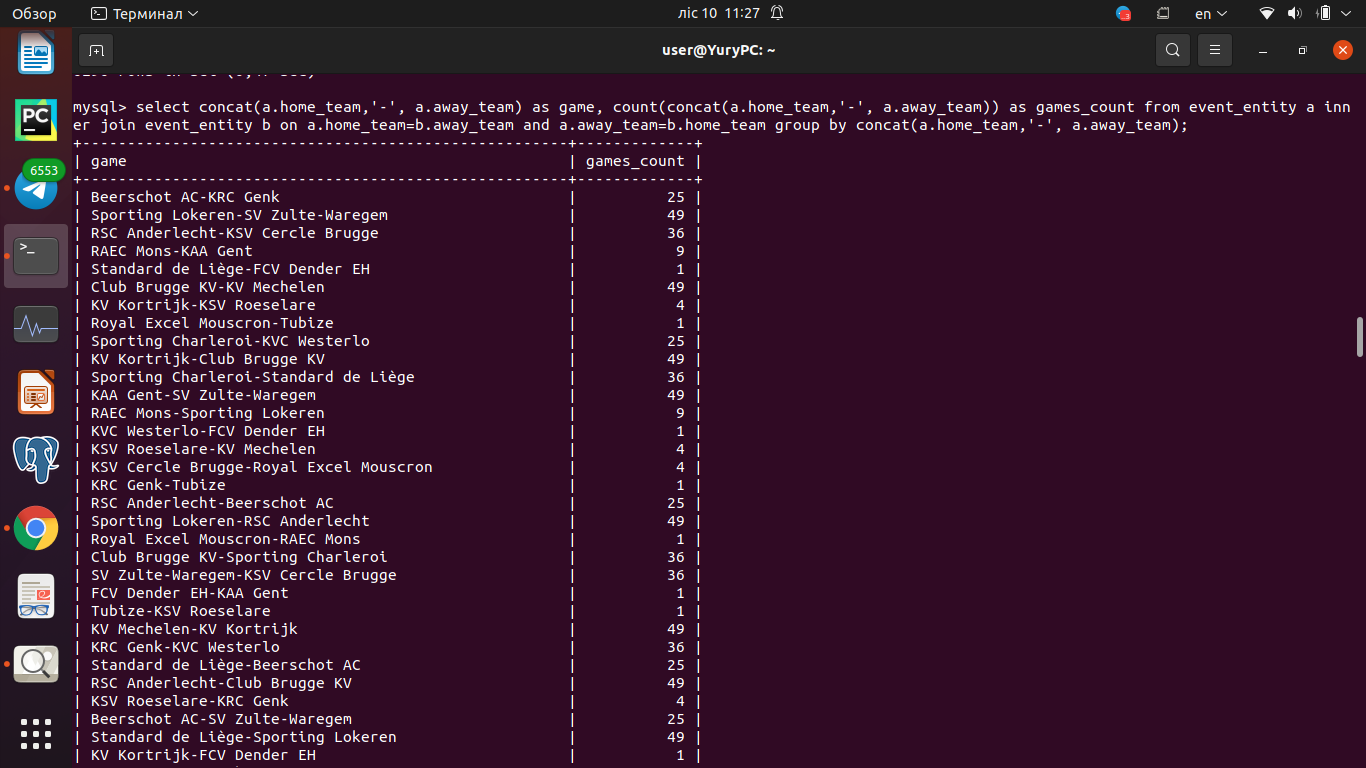 Обзор Терминал ліс 10 11:27 3 en
user@YuryPC: ~
mysql> select concat(a.home_team,'-', a.away_team) as game, count(concat(a.home_team,'-', a.away_team)) as games_count from event_entity a inn
er join event_entity b on a.home_team=b.away_team and a.away_team=b.home_team group by concat(a.home_team,'-', a.away_team);
+------------------------------------------------------+-------------+
| game | games_count |
+------------------------------------------------------+-------------+
| Beerschot AC-KRC Genk | 25 |
| Sporting Lokeren-SV Zulte-Waregem | 49 |
| RSC Anderlecht-KSV Cercle Brugge | 36 |
| RAEC Mons-KAA Gent | 9 |
| Standard de Liège-FCV Dender EH | 1 |
| Club Brugge KV-KV Mechelen | 49 |
| KV Kortrijk-KSV Roeselare | 4 |
| Royal Excel Mouscron-Tubize | 1 |
| Sporting Charleroi-KVC Westerlo | 25 |
| KV Kortrijk-Club Brugge KV | 49 |
| Sporting Charleroi-Standard de Liège | 36 |
| KAA Gent-SV Zulte-Waregem | 49 |
| RAEC Mons-Sporting Lokeren | 9 |
| KVC Westerlo-FCV Dender EH | 1 |
| KSV Roeselare-KV Mechelen | 4 |
| KSV Cercle Brugge-Royal Excel Mouscron | 4 |
| KRC Genk-Tubize | 1 |
| RSC Anderlecht-Beerschot AC | 25 |
| Sporting Lokeren-RSC Anderlecht | 49 |
| Royal Excel Mouscron-RAEC Mons | 1 |
| Club Brugge KV-Sporting Charleroi | 36 |
| SV Zulte-Waregem-KSV Cercle Brugge | 36 |
| FCV Dender EH-KAA Gent | 1 |
| Tubize-KSV Roeselare | 1 |
| KV Mechelen-KV Kortrijk | 49 |
| KRC Genk-KVC Westerlo | 36 |
| Standard de Liège-Beerschot AC | 25 |
| RSC Anderlecht-Club Brugge KV | 49 |
| KSV Roeselare-KRC Genk | 4 |
| Beerschot AC-SV Zulte-Waregem | 25 |
| Standard de Liège-Sporting Lokeren | 49 |
| KV Kortrijk-FCV Dender EH | 1 |
PC
6553
>_